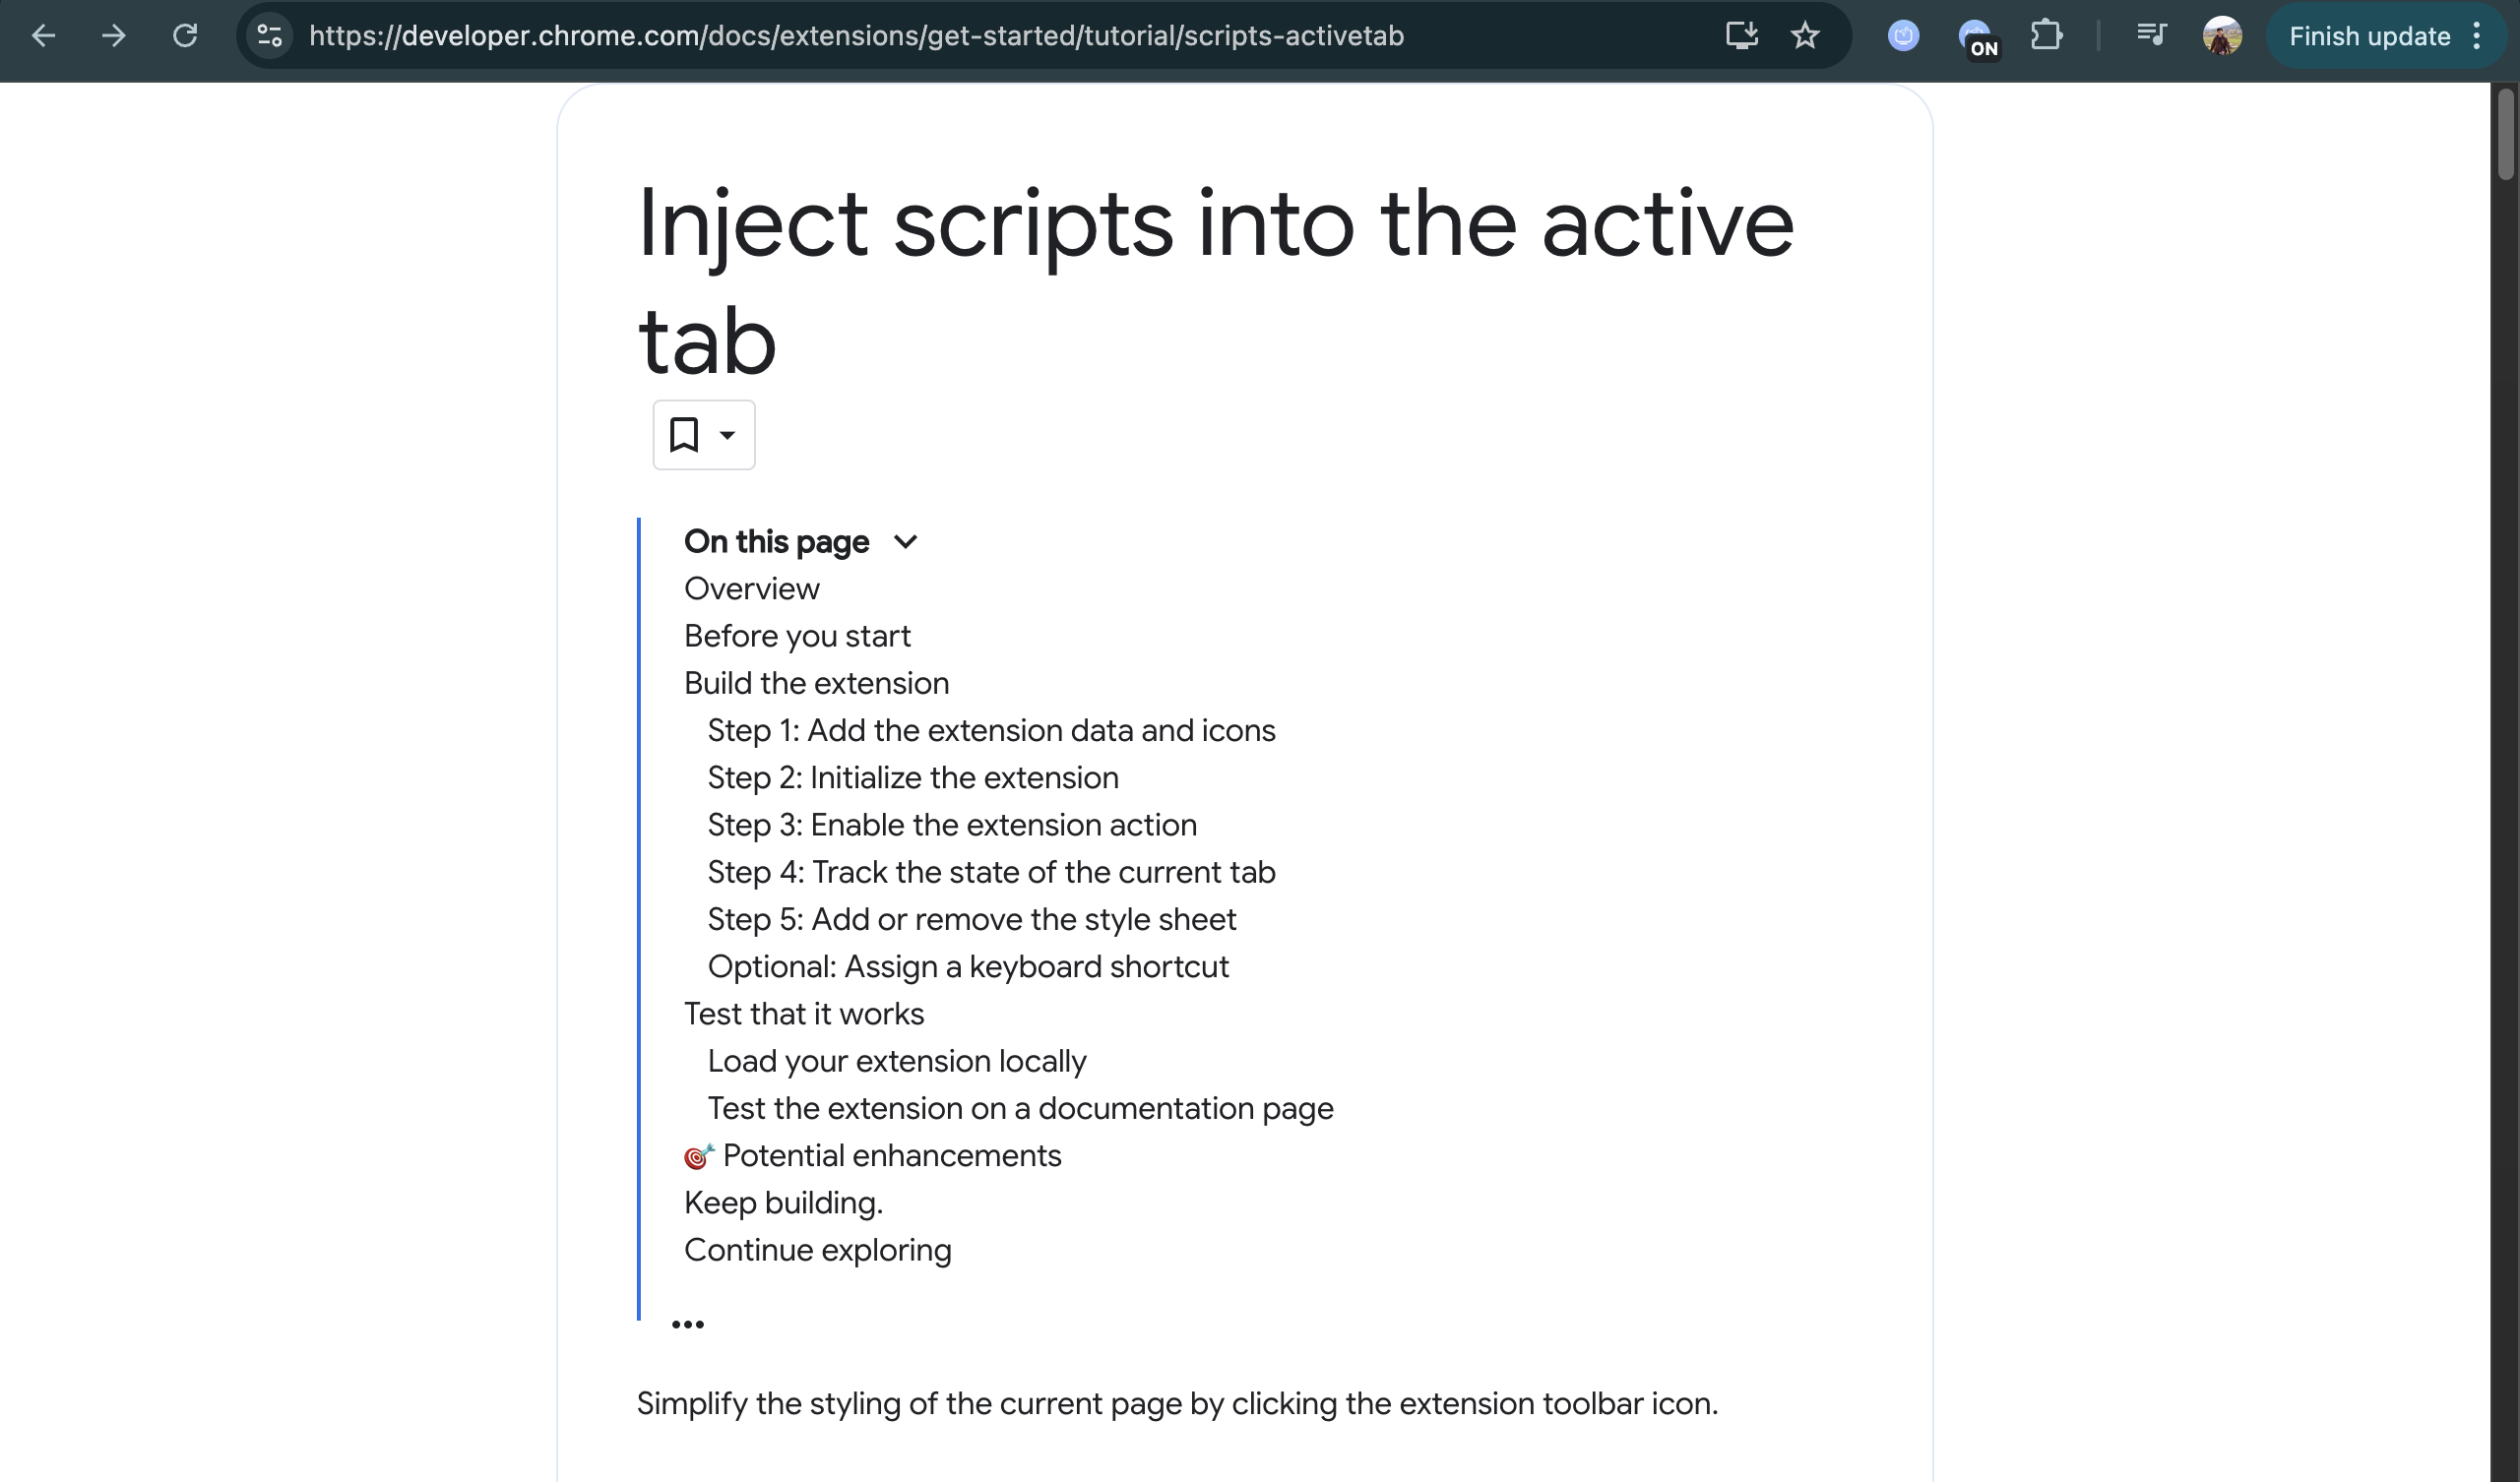 https://developer.chrome.com/docs/extensions/get-started/tutorial/scripts-activetab
ON
Finish update
Inject scripts into the active
tab
On this page
Overview
Before you start
Build the extension
Step 1: Add the extension data and icons
Step 2: Initialize the extension
Step 3: Enable the extension action
Step 4: Track the state of the current tab
Step 5: Add or remove the style sheet
Optional: Assign a keyboard shortcut
Test that it works
Load your extension locally
Test the extension on a documentation page
🎯 Potential enhancements
Keep building.
Continue exploring
•••
Simplify the styling of the current page by clicking the extension toolbar icon.